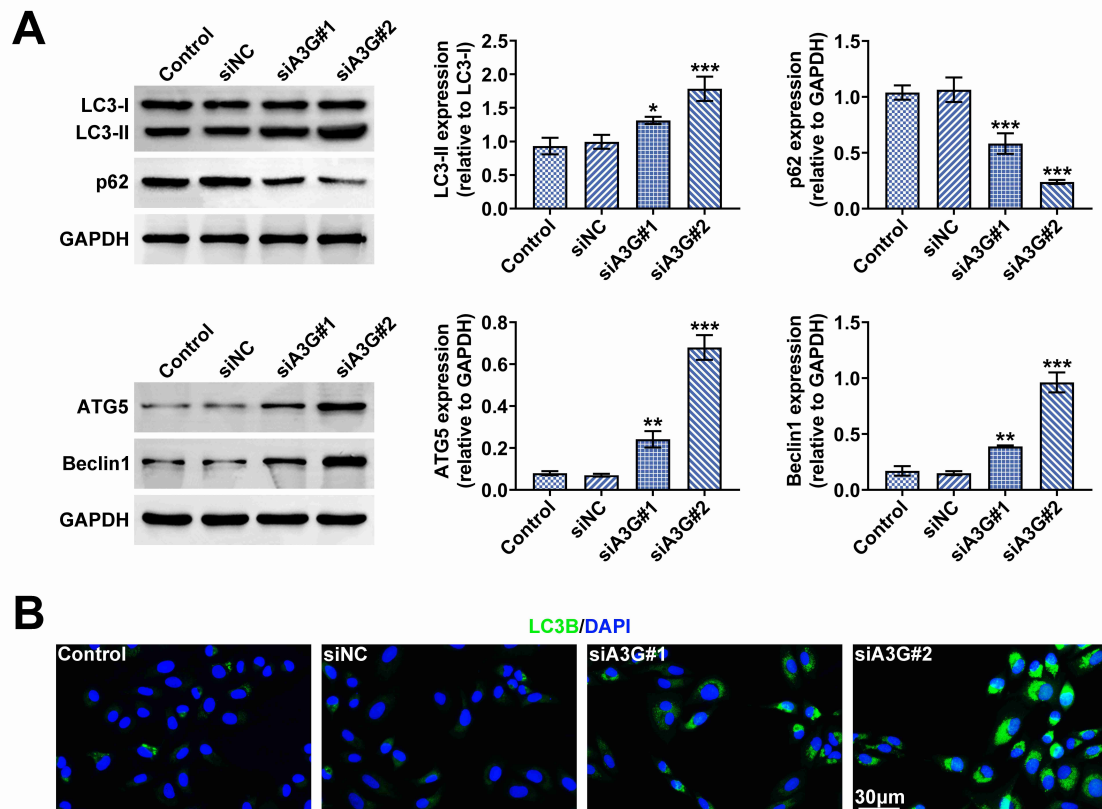 A
Control
siNC
siA3G#1
siA3G#2
LC3-I
LC3-II
p62
GAPDH
LC3-II expression
(relative to LC3-I)
2.5
2.0
1.5
1.0
0.5
0.0
*
***
Control
siNC
siA3G#1
siA3G#2
p62 expression
(relative to GAPDH)
1.5
1.0
0.5
0.0
***
***
Control
siNC
siA3G#1
siA3G#2
Control
siNC
siA3G#1
siA3G#2
ATG5
Beclin1
GAPDH
ATG5 expression
(relative to GAPDH)
0.8
0.6
0.4
0.2
0.0
**
***
Control
siNC
siA3G#1
siA3G#2
Beclin1 expression
(relative to GAPDH)
1.5
1.0
0.5
0.0
**
***
Control
siNC
siA3G#1
siA3G#2
B
LC3B/DAPI
Control
siNC
siA3G#1
siA3G#2
30μm